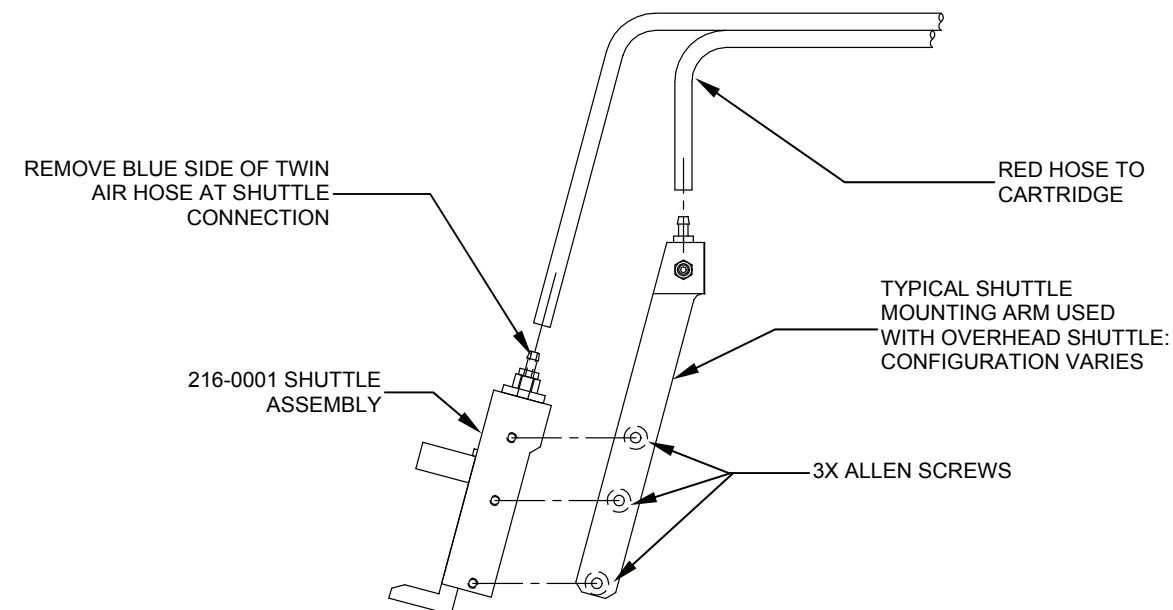 REMOVE BLUE SIDE OF TWIN
AIR HOSE AT SHUTTLE
CONNECTION
RED HOSE TO
CARTRIDGE
TYPICAL SHUTTLE
MOUNTING ARM USED
WITH OVERHEAD SHUTTLE:
CONFIGURATION VARIES
216-0001 SHUTTLE
ASSEMBLY
3X ALLEN SCREWS